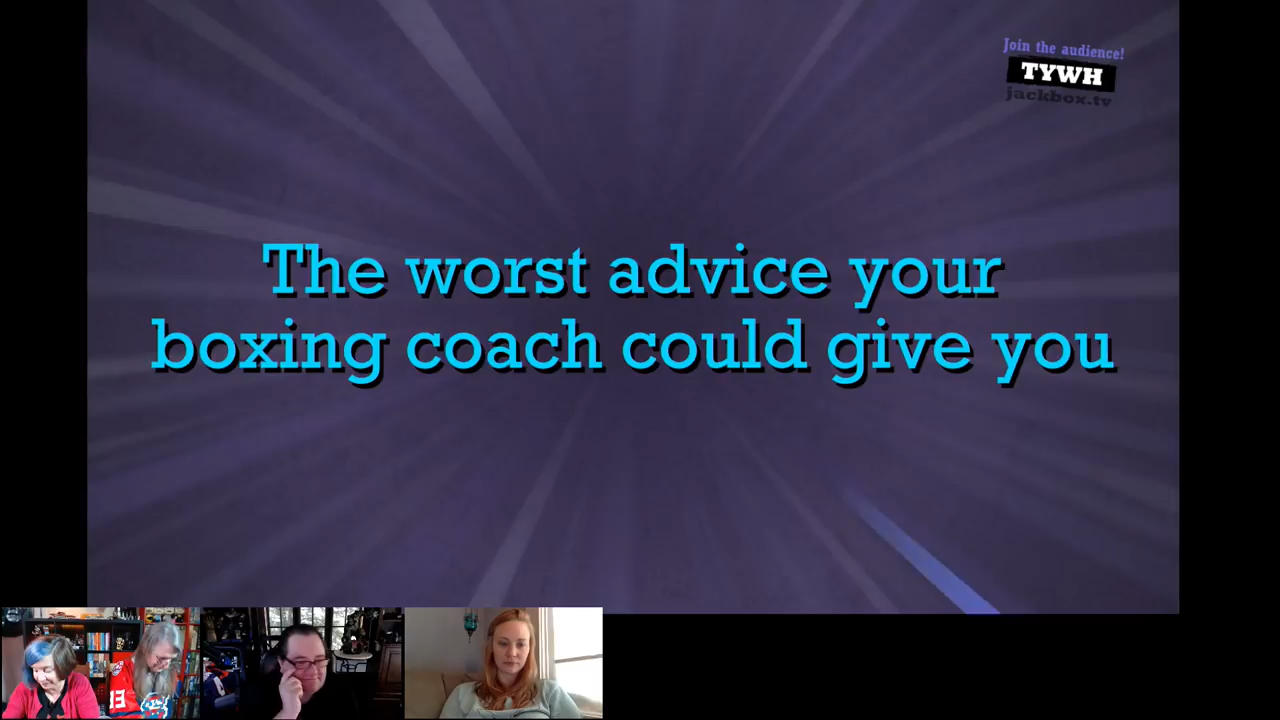 Join the audience!
TYWH
jackbox.tv
The worst advice your
boxing coach could give you